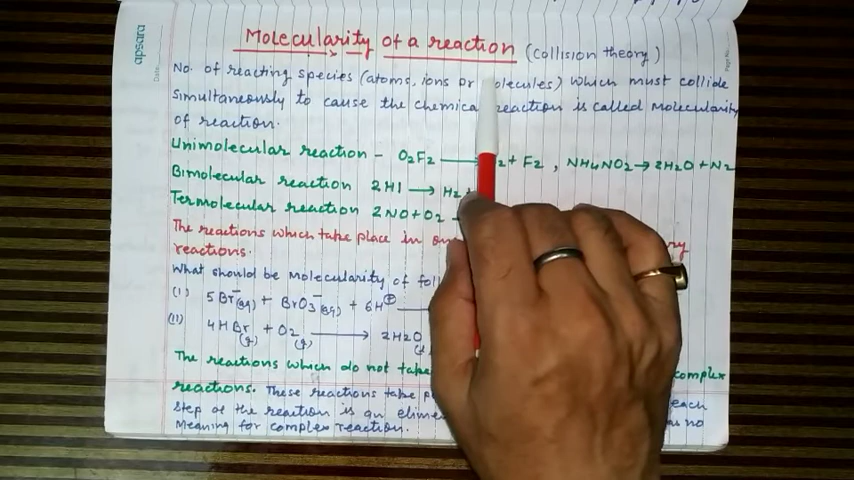 apsara
Date
Molecularity of a reaction (collision theory)
No. of reacting species (atoms, ions or molecules) which must collide
simultaneously to cause the chemical reaction is called Molecularity
of reaction.
Unimolecular reaction - O2F2 → + F2 , NH4NO2 → 2H2O + N2
Bimolecular reaction 2HI → H2
Termolecular reaction 2NO + O2
The reactions which take place in
reactions.
What should be molecularity of
(i) 5Br⁻(aq) + BrO3⁻(aq) + 6H⊕
(ii) 4HBr(g) + O2(g) → 2H2O
The reactions which do not take complex
reactions. These reactions take each
step of the reaction is an no
Meaning for complex reaction.